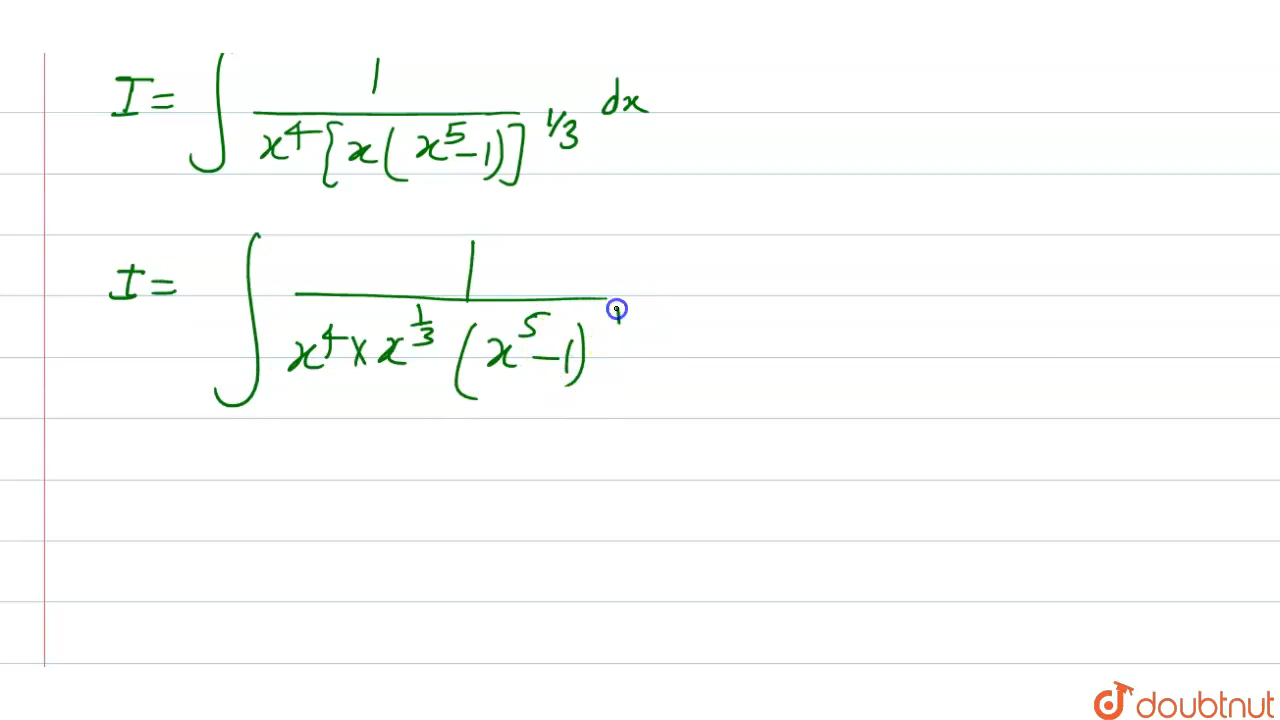 I = ∫ 1 / x⁴[x(x⁵-1)]^1/3 dx
I = ∫ 1 / x⁴ × x^1/3 (x⁵-1)
doubtnut